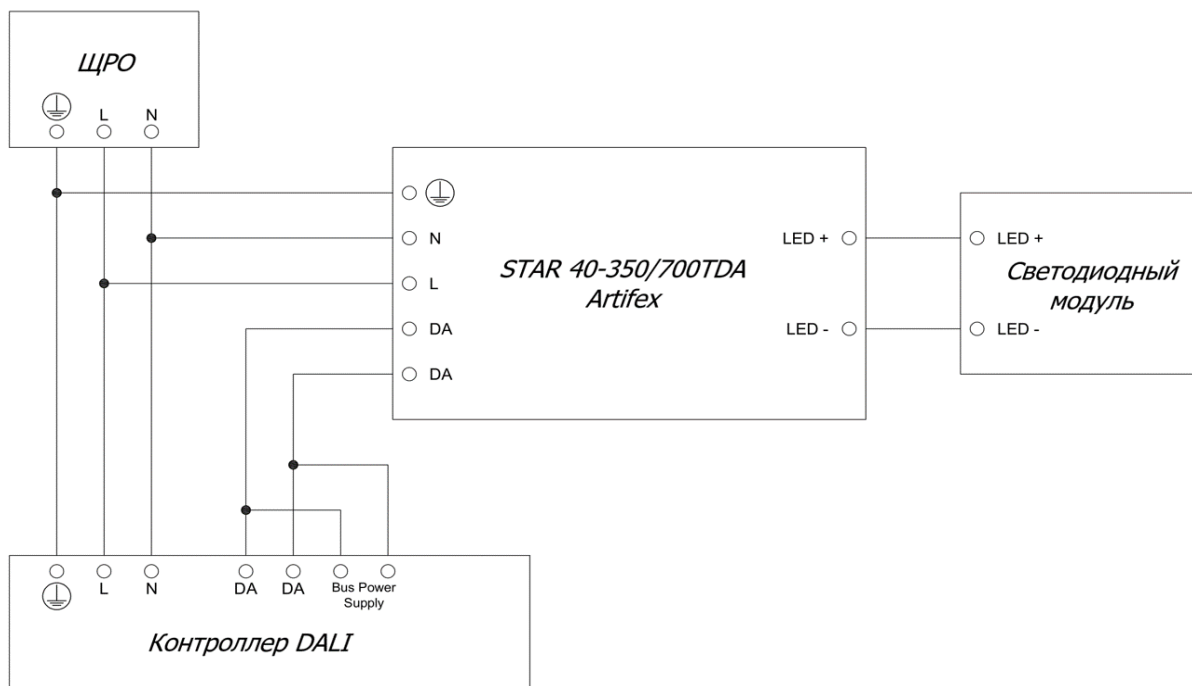 ЩРО
L N
N
L
DA
DA
STAR 40-350/700TDA
Artifex
LED +
LED -
LED +
LED -
Светодиодный
модуль
L N DA DA Bus Power
Supply
Контроллер DALI